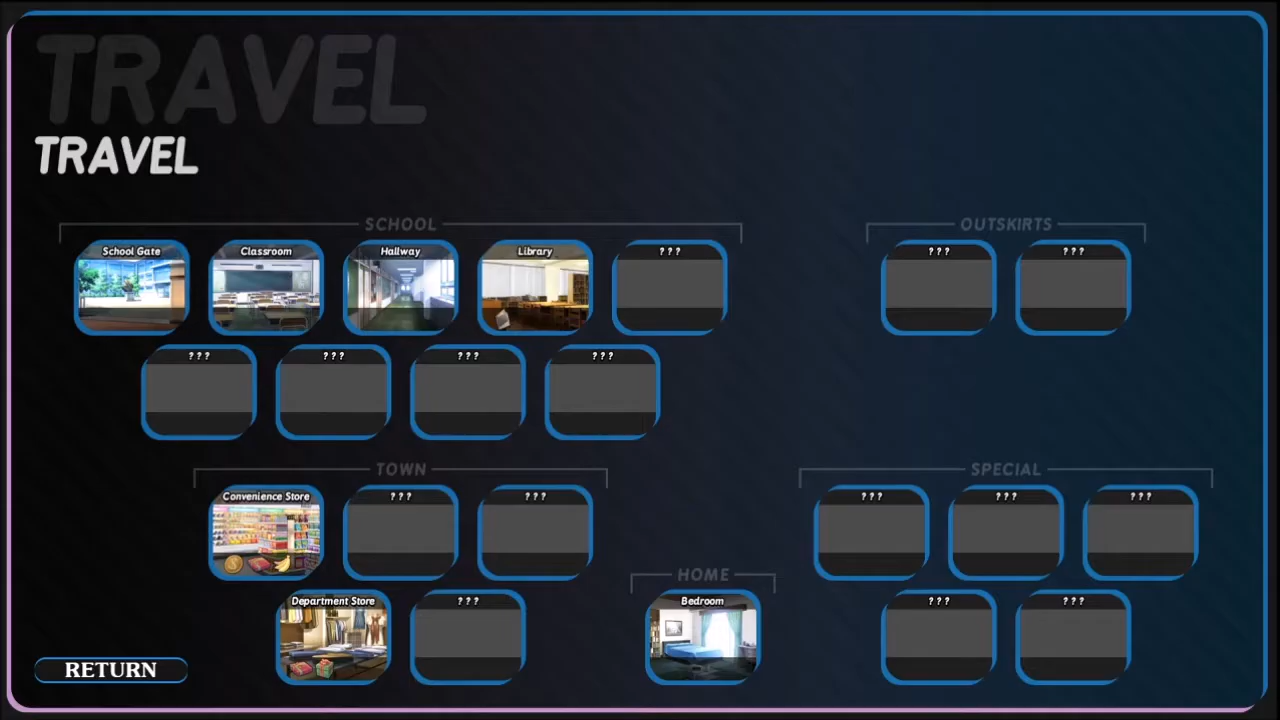 TRAVEL
TRAVEL
SCHOOL
OUTSKIRTS
School Gate
Classroom
Hallway
Library
???
???
???
???
???
???
???
TOWN
SPECIAL
Convenience Store
???
???
???
???
???
HOME
Department Store
???
Bedroom
???
???
RETURN